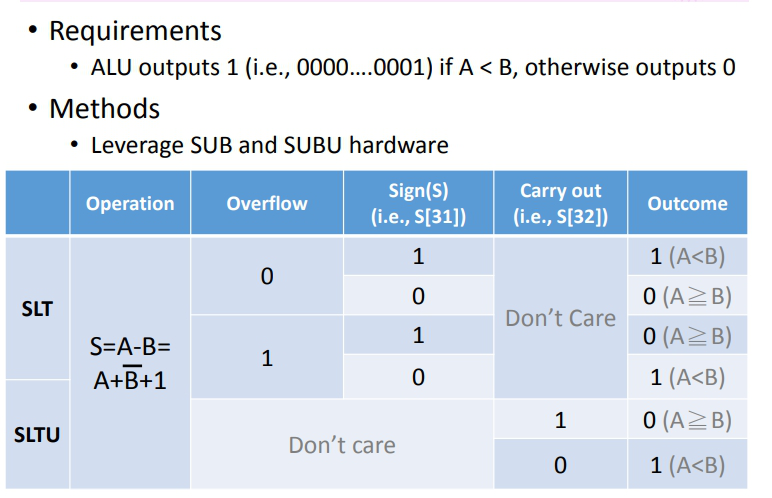 • Requirements
• ALU outputs 1 (i.e., 0000....0001) if A < B, otherwise outputs 0
• Methods
• Leverage SUB and SUBU hardware
Operation
Overflow
Sign(S)
(i.e., S[31])
Carry out
(i.e., S[32])
Outcome
SLT
S=A-B=
A+B̅+1
0
1
Don't Care
1 (A<B)
0
0 (A≧B)
1
1
0 (A≧B)
0
1 (A<B)
SLTU
Don't care
1
0 (A≧B)
0
1 (A<B)